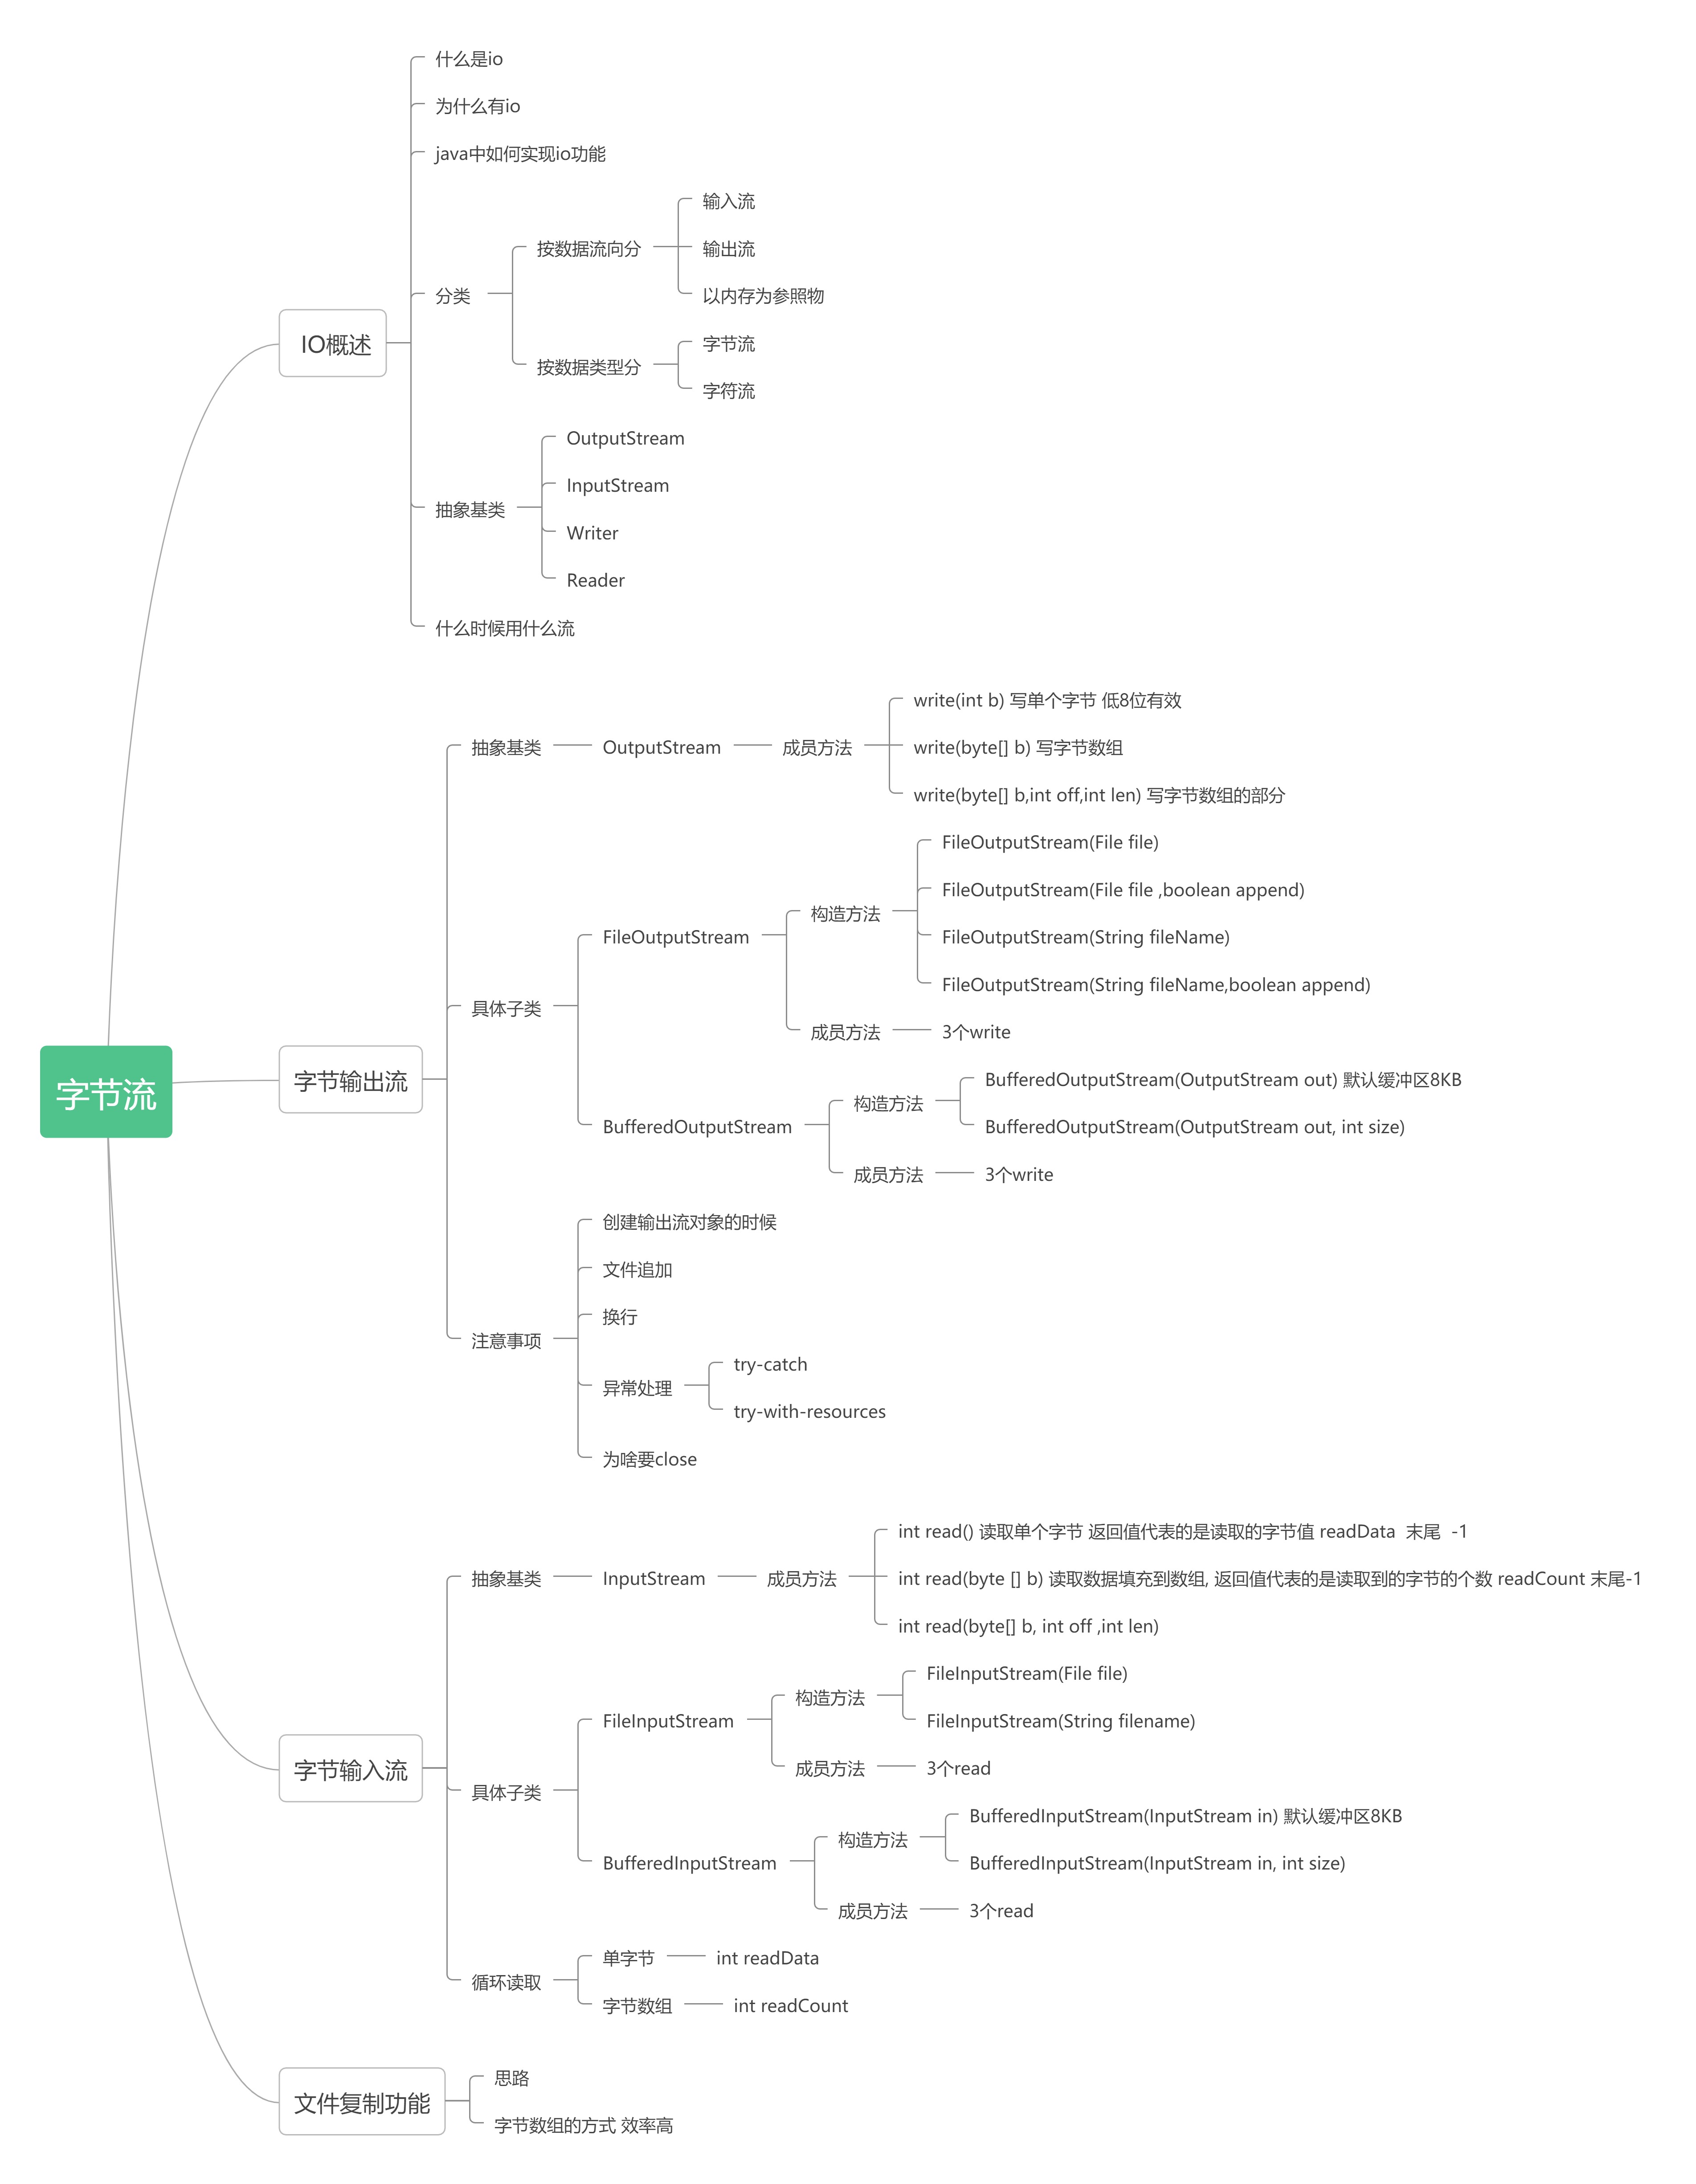 字节流
IO概述
什么是io
为什么有io
java中如何实现io功能
分类
按数据流向分
输入流
输出流
以内存为参照物
按数据类型分
字节流
字符流
抽象基类
OutputStream
InputStream
Writer
Reader
什么时候用什么流
字节输出流
抽象基类
OutputStream
成员方法
write(int b) 写单个字节 低8位有效
write(byte[] b) 写字节数组
write(byte[] b,int off,int len) 写字节数组的部分
具体子类
FileOutputStream
构造方法
FileOutputStream(File file)
FileOutputStream(File file ,boolean append)
FileOutputStream(String fileName)
FileOutputStream(String fileName,boolean append)
成员方法
3个write
BufferedOutputStream
构造方法
BufferedOutputStream(OutputStream out) 默认缓冲区8KB
BufferedOutputStream(OutputStream out, int size)
成员方法
3个write
注意事项
创建输出流对象的时候
文件追加
换行
异常处理
try-catch
try-with-resources
为啥要close
字节输入流
抽象基类
InputStream
成员方法
int read() 读取单个字节 返回值代表的是读取的字节值 readData  末尾  -1
int read(byte [] b) 读取数据填充到数组, 返回值代表的是读取到的字节的个数 readCount 末尾-1
int read(byte[] b, int off ,int len)
具体子类
FileInputStream
构造方法
FileInputStream(File file)
FileInputStream(String filename)
成员方法
3个read
BufferedInputStream
构造方法
BufferedInputStream(InputStream in) 默认缓冲区8KB
BufferedInputStream(InputStream in, int size)
成员方法
3个read
循环读取
单字节
int readData
字节数组
int readCount
文件复制功能
思路
字节数组的方式 效率高